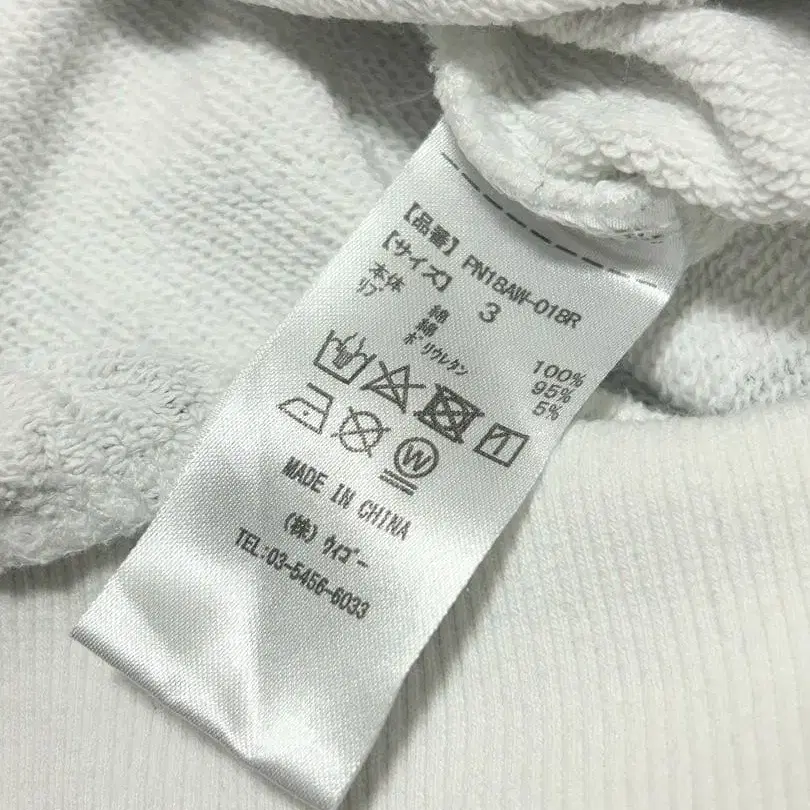 【品番】 PN18AW-018R
【サイズ】 3
本体 綿 100%
リブ 綿 95%
ポリウレタン 5%
W
MADE IN CHINA
(株) ウィゴー
TEL:03-5456-6033